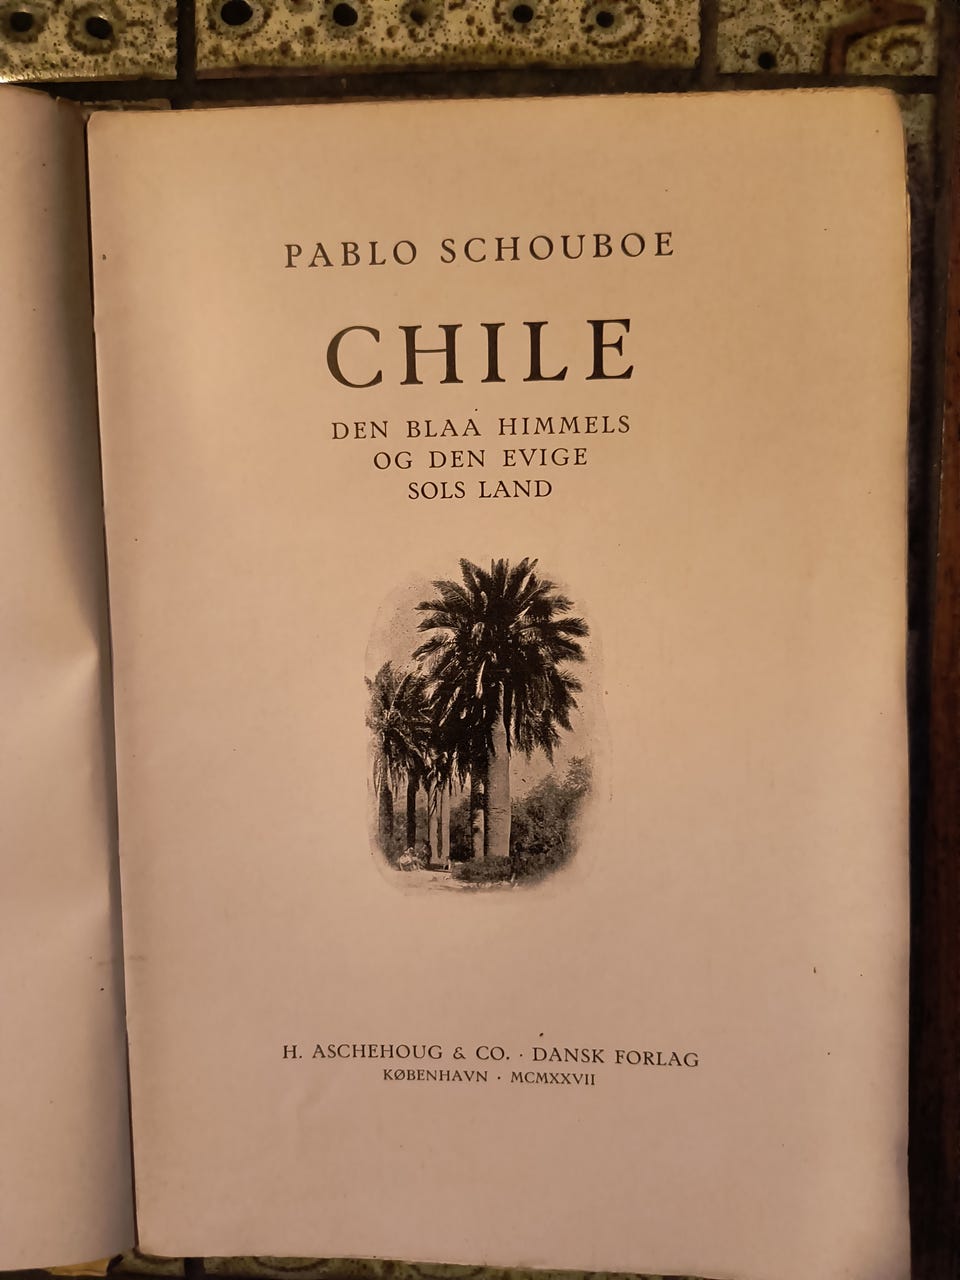 PABLO SCHOUBOE
CHILE
DEN BLAA HIMMELS
OG DEN EVIGE
SOLS LAND
H. ASCHEHOUG & CO. · DANSK FORLAG
KØBENHAVN · MCMXXVII